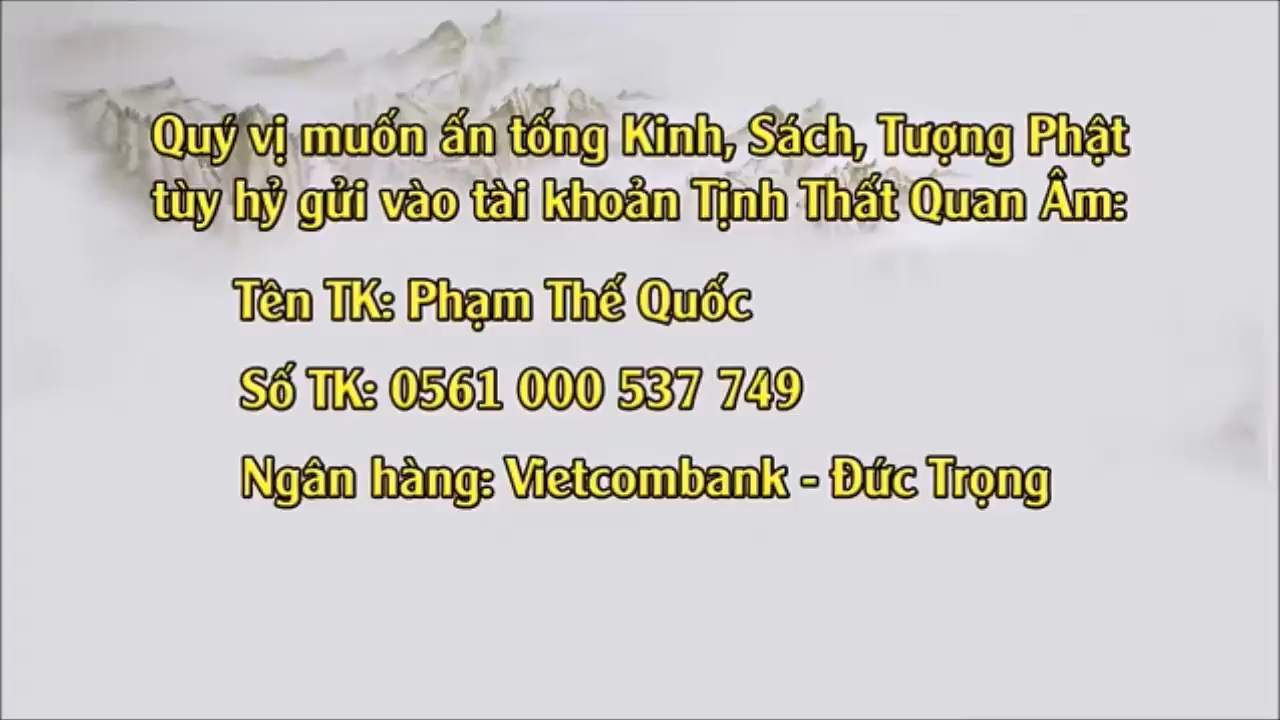 Quý vị muốn ấn tống Kinh, Sách, Tượng Phật
tùy hỷ gửi vào tài khoản Tịnh Thất Quan Âm:
Tên TK: Phạm Thế Quốc
Số TK: 0561 000 537 749
Ngân hàng: Vietcombank - Đức Trọng